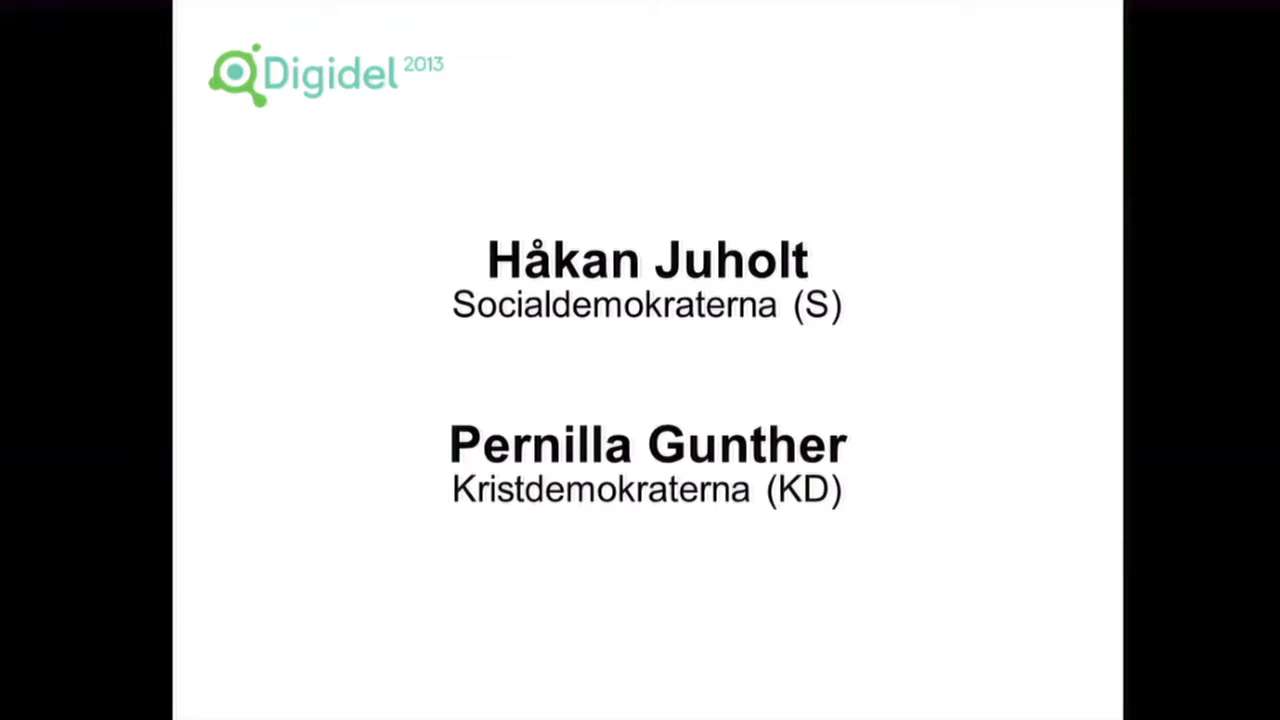 Digidel 2013
Håkan Juholt
Socialdemokraterna (S)
Pernilla Gunther
Kristdemokraterna (KD)